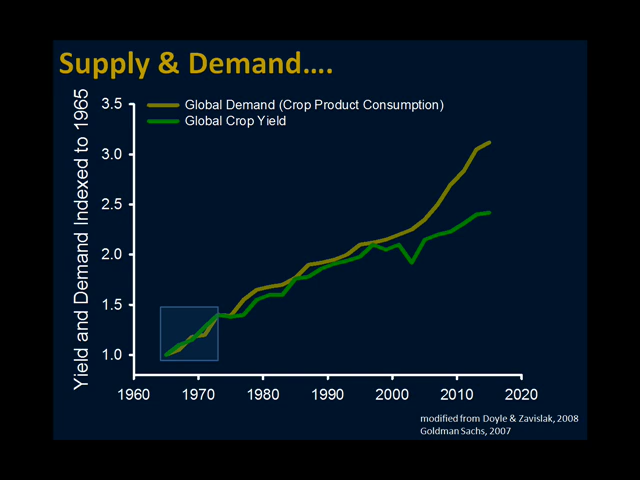 Supply & Demand....
Yield and Demand Indexed to 1965
3.5
3.0
2.5
2.0
1.5
1.0
Global Demand (Crop Product Consumption)
Global Crop Yield
1960 1970 1980 1990 2000 2010 2020
modified from Doyle & Zavislak, 2008
Goldman Sachs, 2007